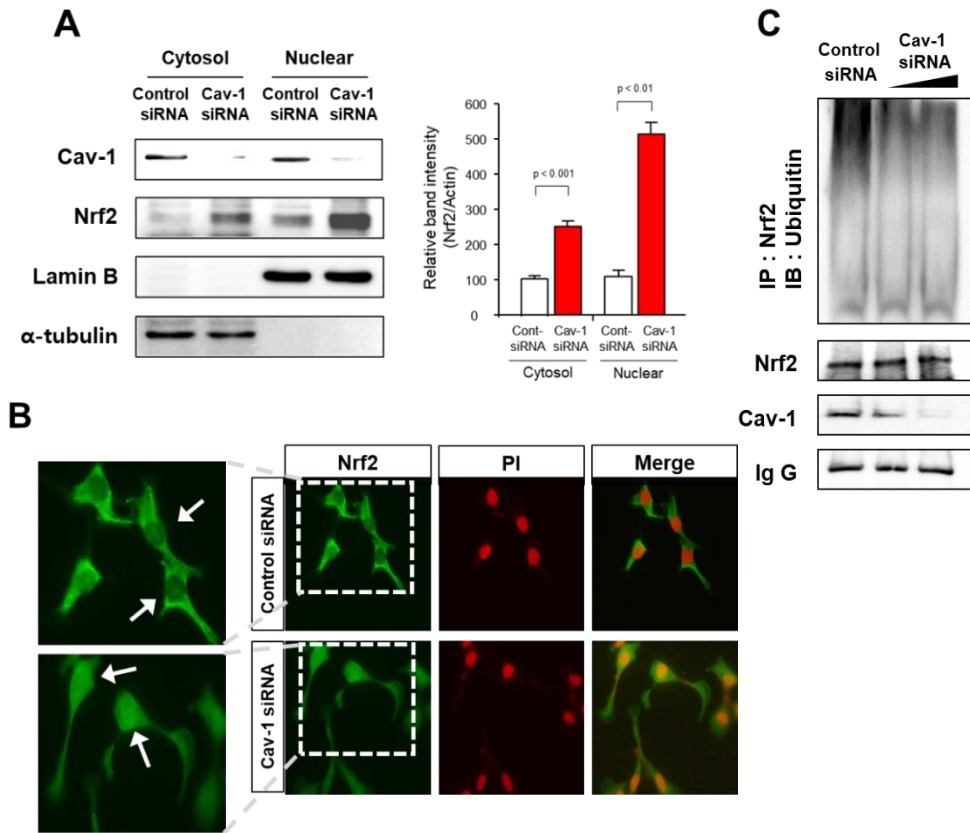 A
Cytosol Nuclear
Control siRNA Cav-1 siRNA Control siRNA Cav-1 siRNA
Cav-1
Nrf2
Lamin B
α-tubulin
Relative band intensity
(Nrf2/Actin)
600
500
400
300
200
100
0
p < 0.001
p < 0.01
Cont-siRNA Cav-1 siRNA Cont-siRNA Cav-1 siRNA
Cytosol Nuclear
B
Nrf2 PI Merge
Control siRNA
Cav-1 siRNA
C
Control siRNA Cav-1 siRNA
IP : Nrf2
IB : Ubiquitin
Nrf2
Cav-1
Ig G